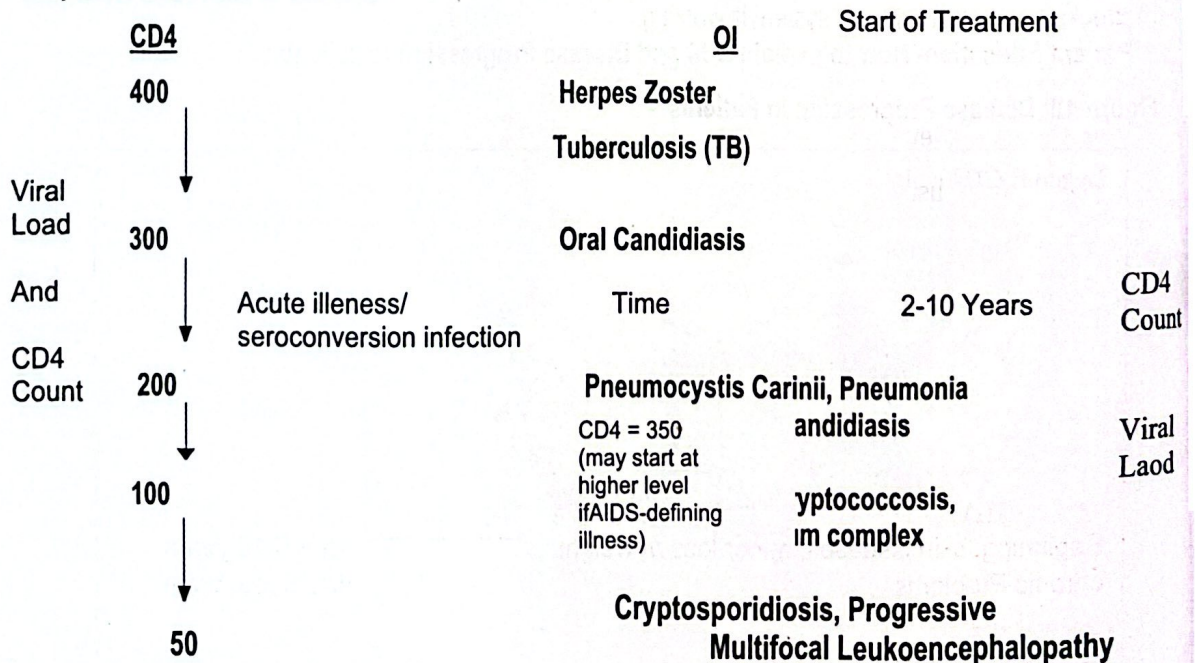 Start of Treatment
CD4
OI
400
Herpes Zoster
Tuberculosis (TB)
Viral
Load
300
Oral Candidiasis
And
Acute illeness/
seroconversion infection
Time
2-10 Years
CD4
Count
CD4
Count
200
Pneumocystis Carinii, Pneumonia
andidiasis
CD4 = 350
(may start at
higher level
ifAIDS-defining
illness)
Viral
Laod
100
yptococcosis,
m complex
Cryptosporidiosis, Progressive
Multifocal Leukoencephalopathy
50